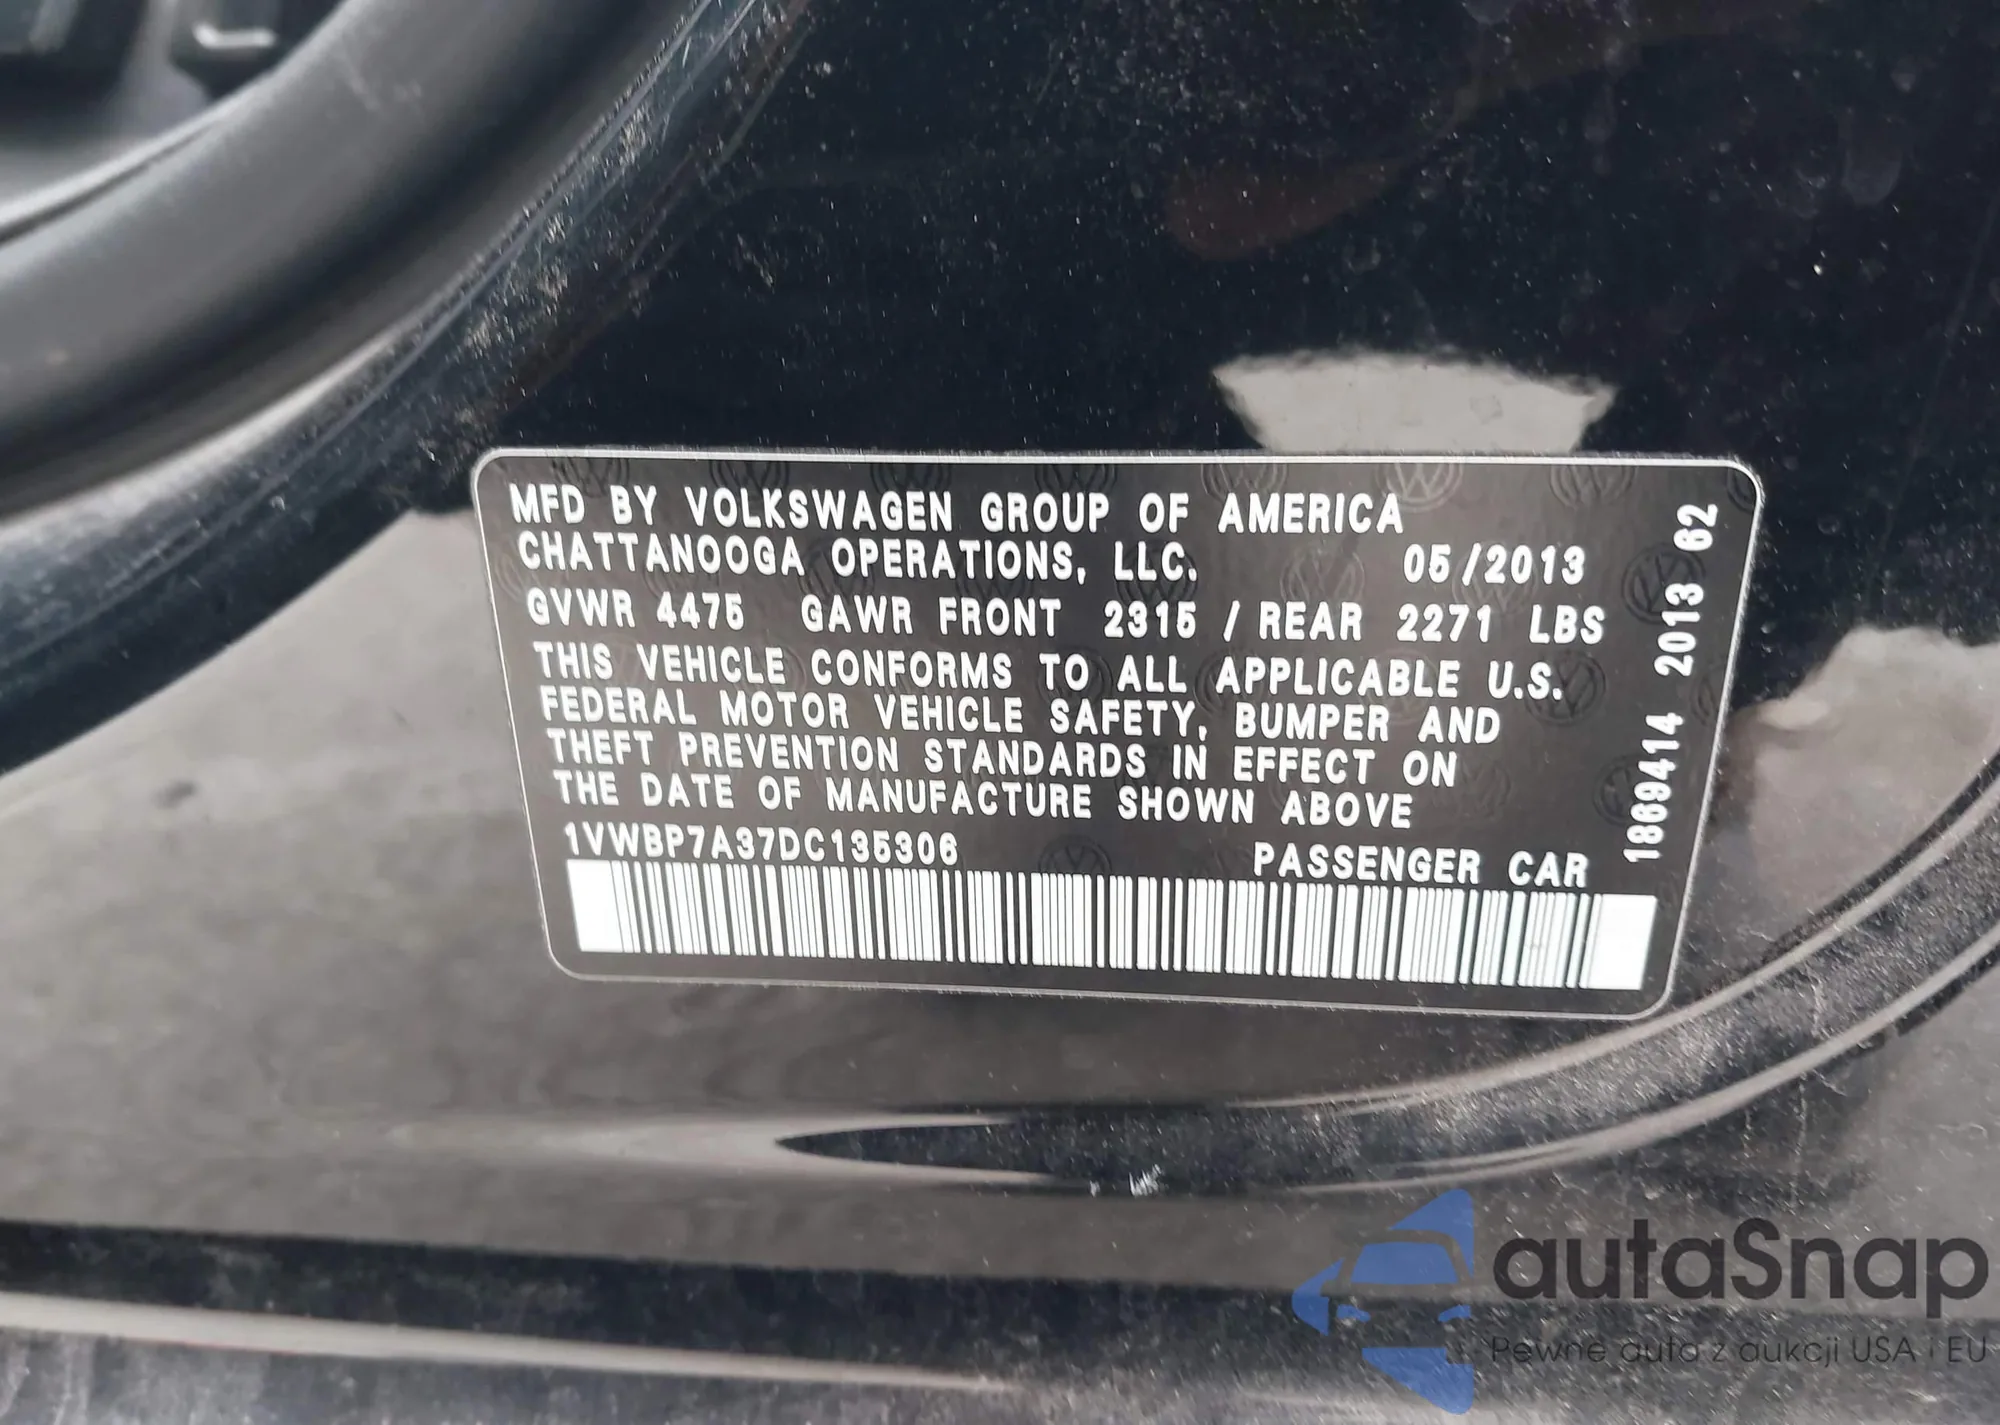 MFD BY VOLKSWAGEN GROUP OF AMERICA
CHATTANOOGA OPERATIONS, LLC. 05/2013
GVWR 4475 GAWR FRONT 2315 / REAR 2271 LBS
THIS VEHICLE CONFORMS TO ALL APPLICABLE U.S.
FEDERAL MOTOR VEHICLE SAFETY, BUMPER AND
THEFT PREVENTION STANDARDS IN EFFECT ON
THE DATE OF MANUFACTURE SHOWN ABOVE
1VWBP7A37DC135306 PASSENGER CAR
1869414 2013 62
autaSnap
Pewne auta z aukcji USA i EU